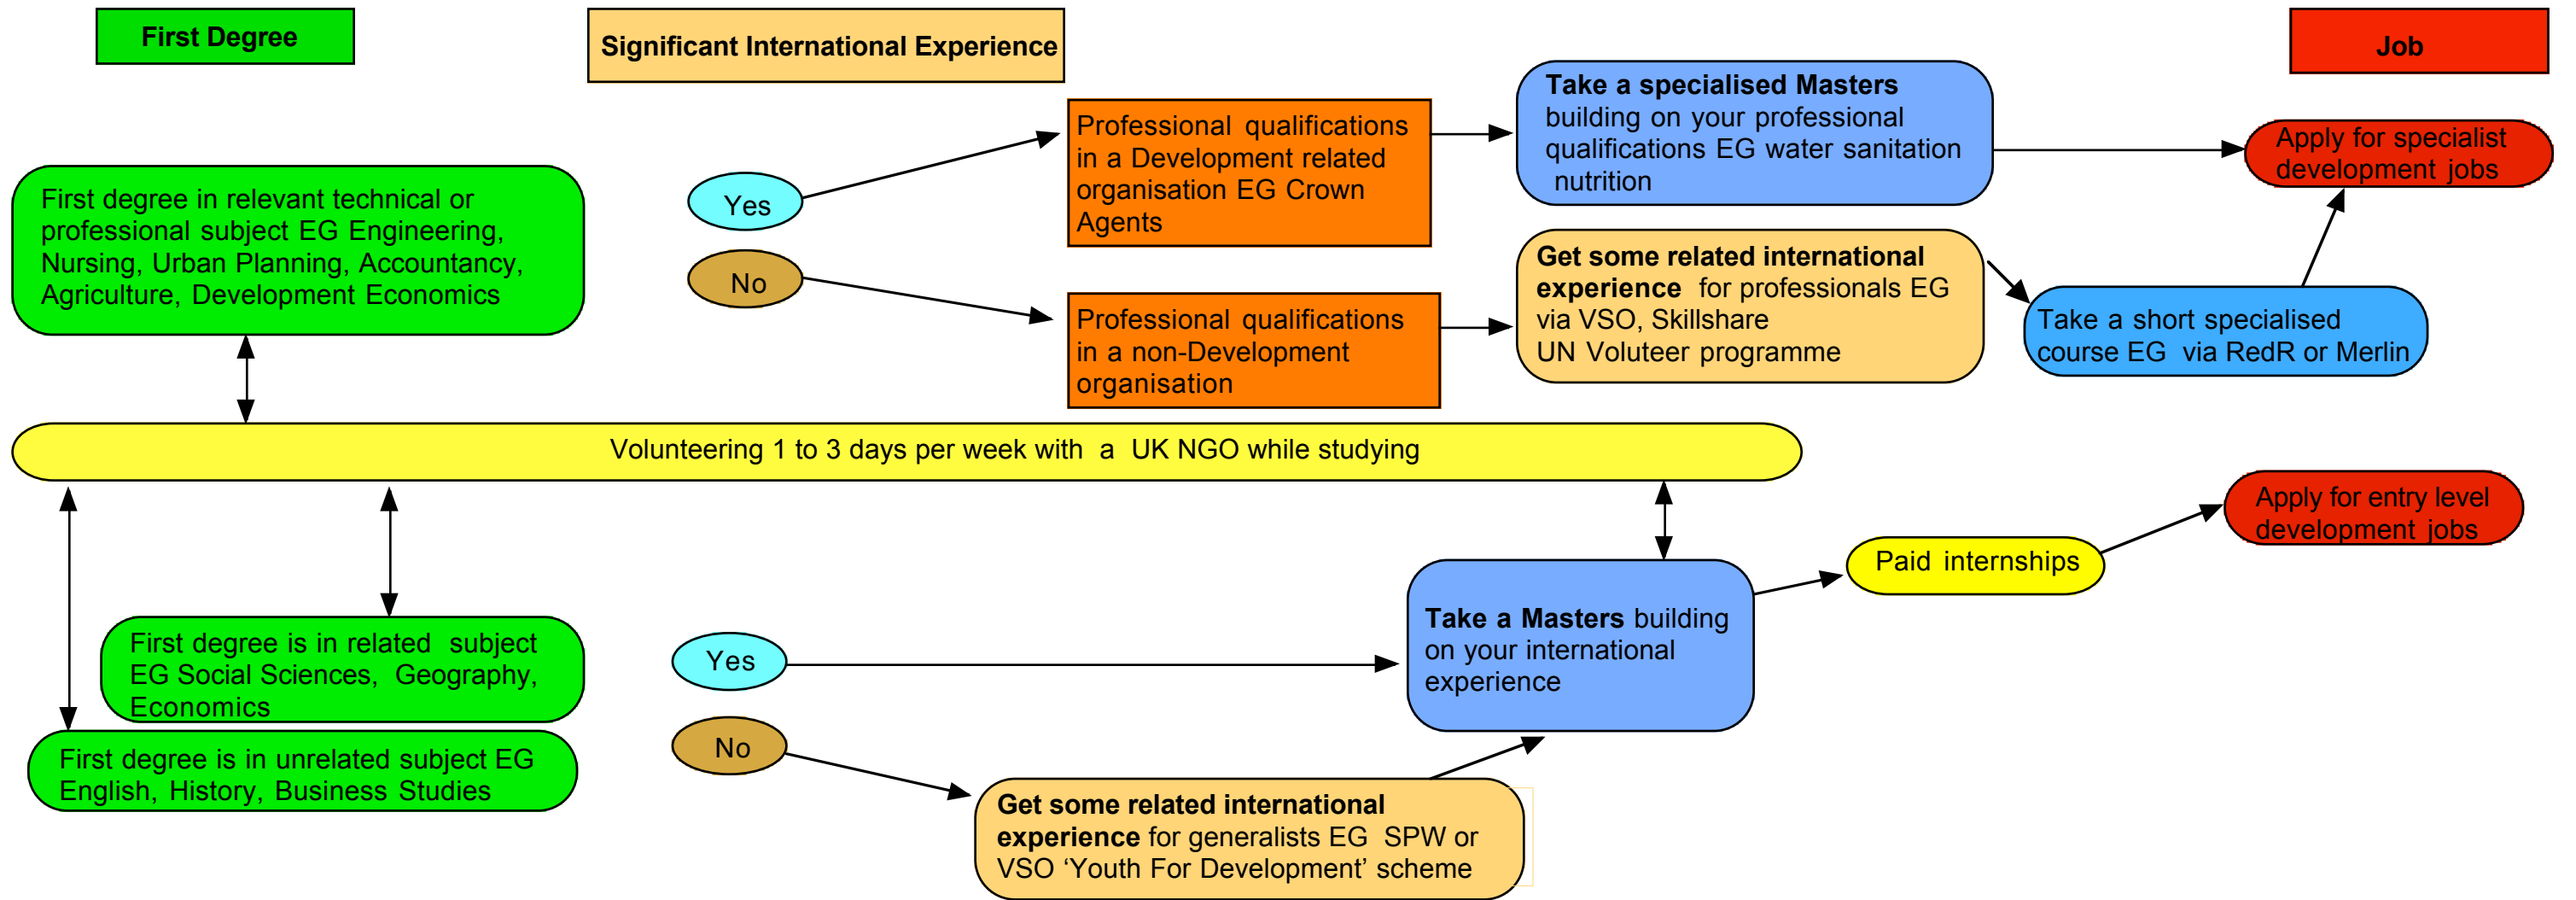 First Degree
Significant International Experience
Job
First degree in relevant technical or
professional subject EG Engineering,
Nursing, Urban Planning, Accountancy,
Agriculture, Development Economics
Yes
No
Professional qualifications
in a Development related
organisation EG Crown
Agents
Professional qualifications
in a non-Development
organisation
Take a specialised Masters
building on your professional
qualifications EG water sanitation
nutrition
Get some related international
experience for professionals EG
via VSO, Skillshare
UN Voluteer programme
Apply for specialist
development jobs
Take a short specialised
course EG via RedR or Merlin
Volunteering 1 to 3 days per week with a UK NGO while studying
First degree is in related subject
EG Social Sciences, Geography,
Economics
First degree is in unrelated subject EG
English, History, Business Studies
Yes
No
Get some related international
experience for generalists EG SPW or
VSO ‘Youth For Development’ scheme
Take a Masters building
on your international
experience
Paid internships
Apply for entry level
development jobs